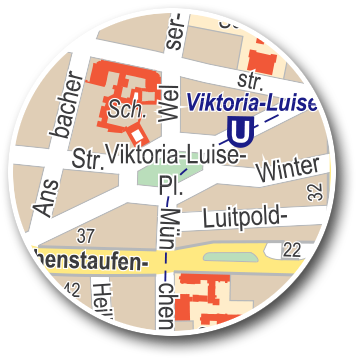 ser-
Wel
str.
bacher
Ans
Sch.
Viktoria-Luise
U
Str.
Viktoria-Luise-
Pl.
Winter
32
Luitpold-
Mün
chen
37
22
henstaufen-
42
Heil